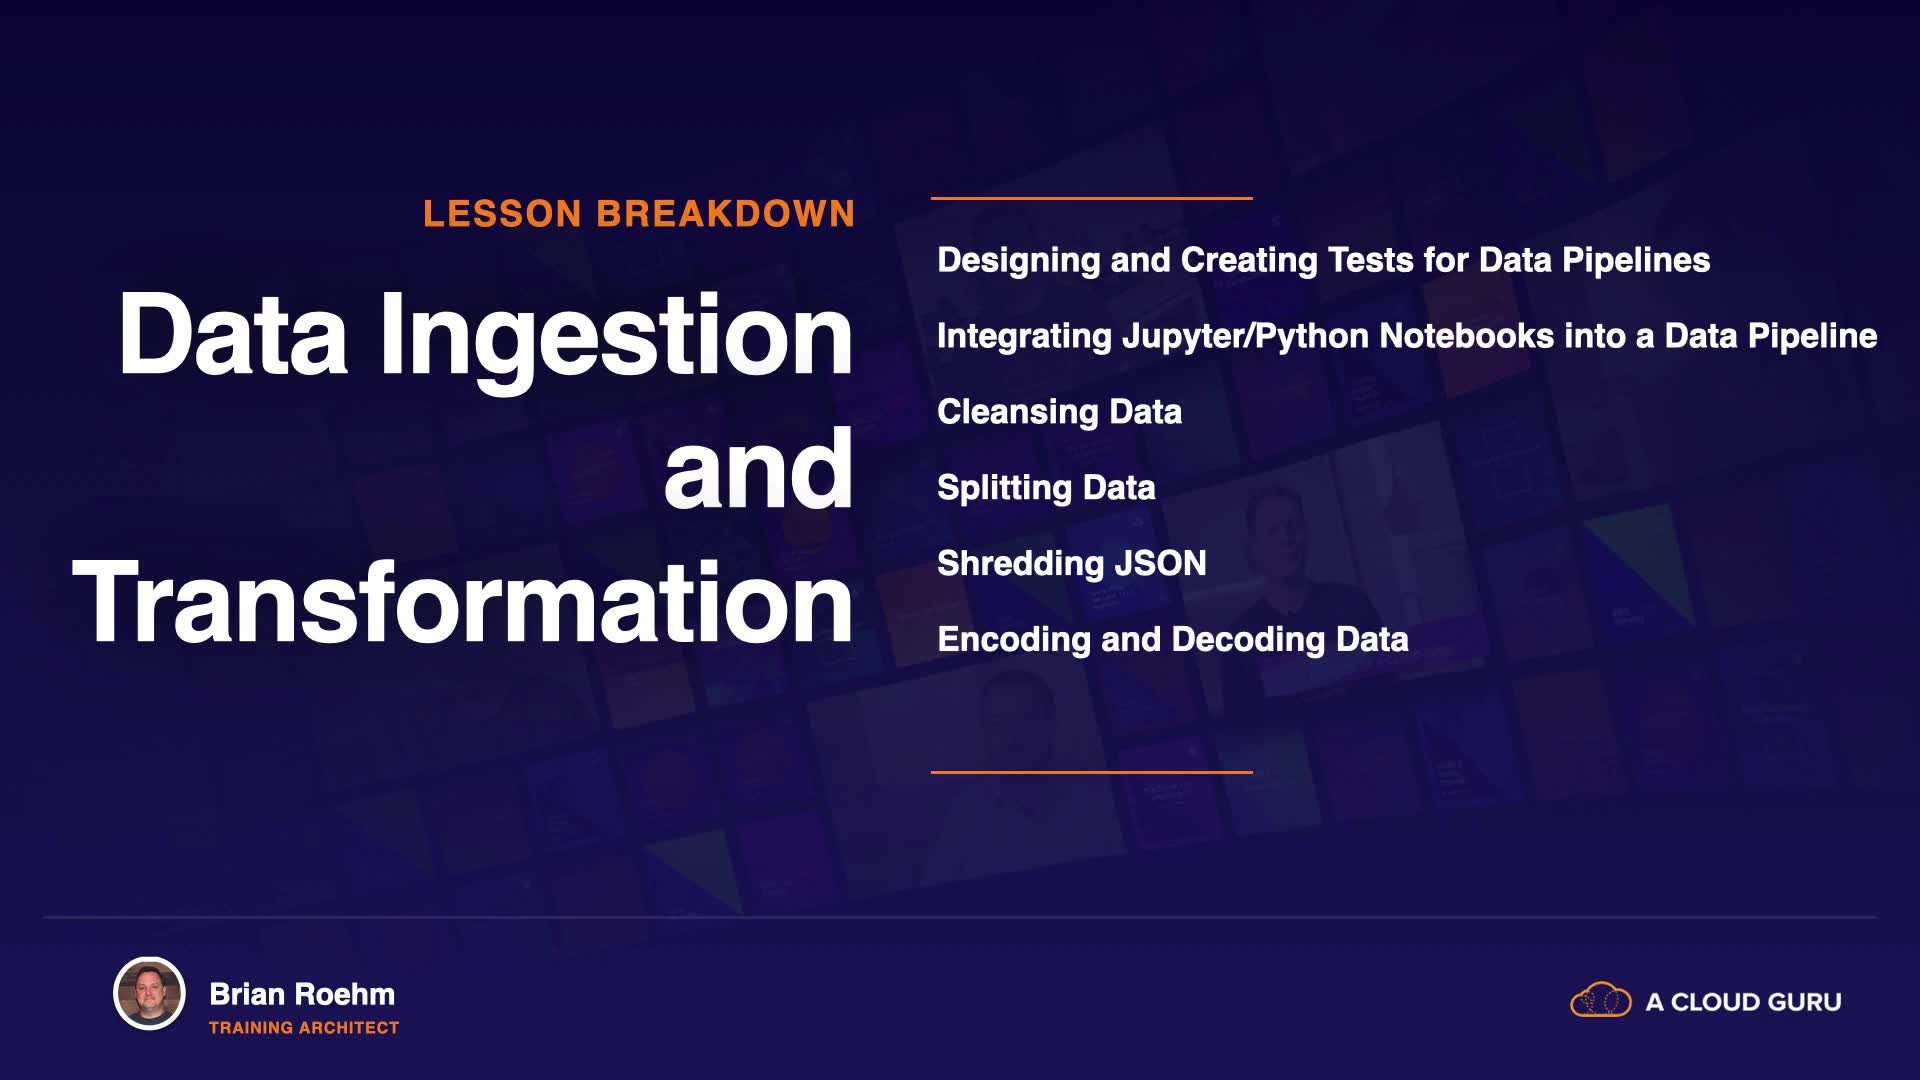 LESSON BREAKDOWN
Data Ingestion
and
Transformation
Designing and Creating Tests for Data Pipelines
Integrating Jupyter/Python Notebooks into a Data Pipeline
Cleansing Data
Splitting Data
Shredding JSON
Encoding and Decoding Data
Brian Roehm
TRAINING ARCHITECT
A CLOUD GURU